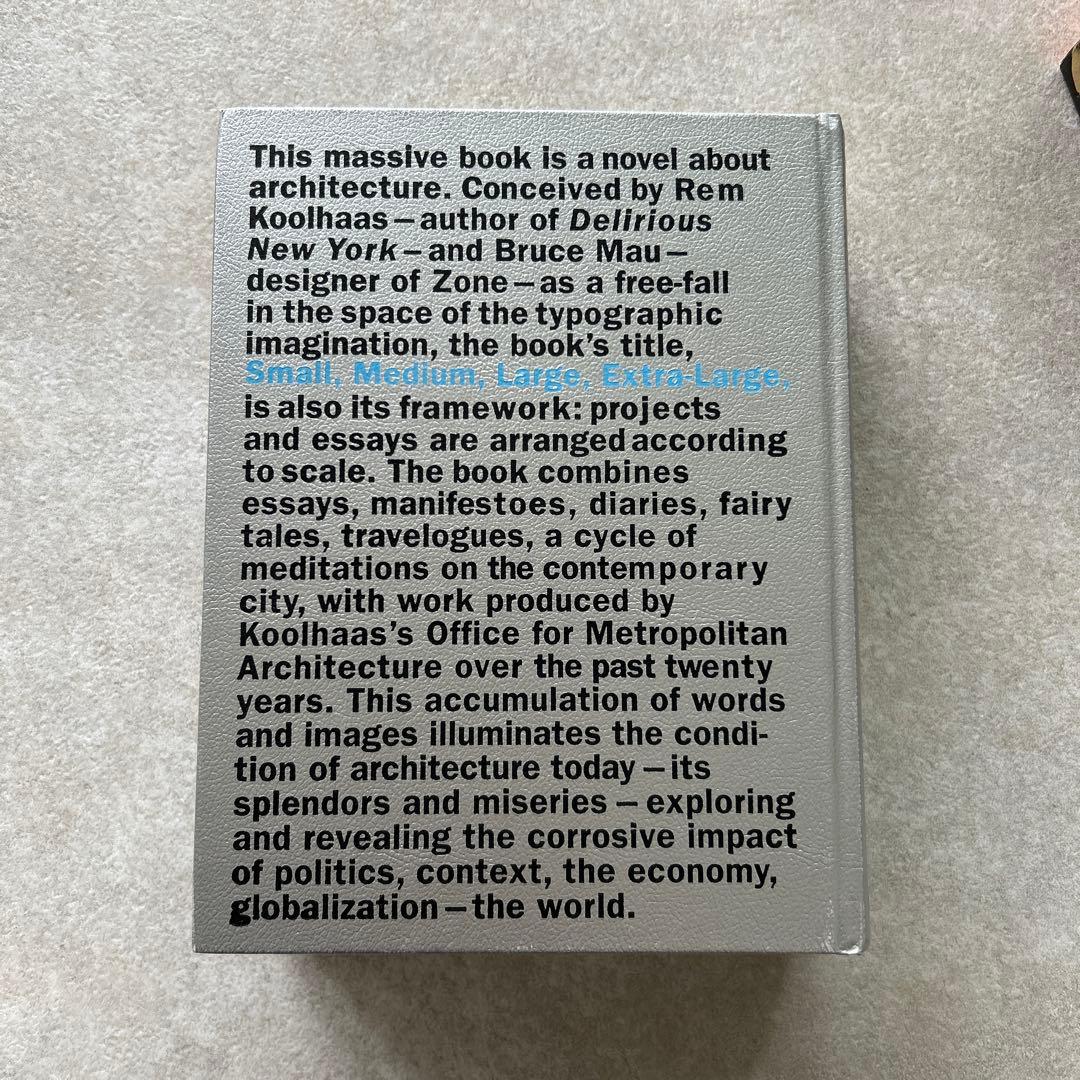 This massive book is a novel about
architecture. Conceived by Rem
Koolhaas—author of Delirious
New York—and Bruce Mau—
designer of Zone—as a free-fall
in the space of the typographic
imagination, the book's title,
Small, Medium, Large, Extra-Large,
is also its framework: projects
and essays are arranged according
to scale. The book combines
essays, manifestoes, diaries, fairy
tales, travelogues, a cycle of
meditations on the contemporary
city, with work produced by
Koolhaas's Office for Metropolitan
Architecture over the past twenty
years. This accumulation of words
and images illuminates the condi-
tion of architecture today—its
splendors and miseries—exploring
and revealing the corrosive impact
of politics, context, the economy,
globalization—the world.